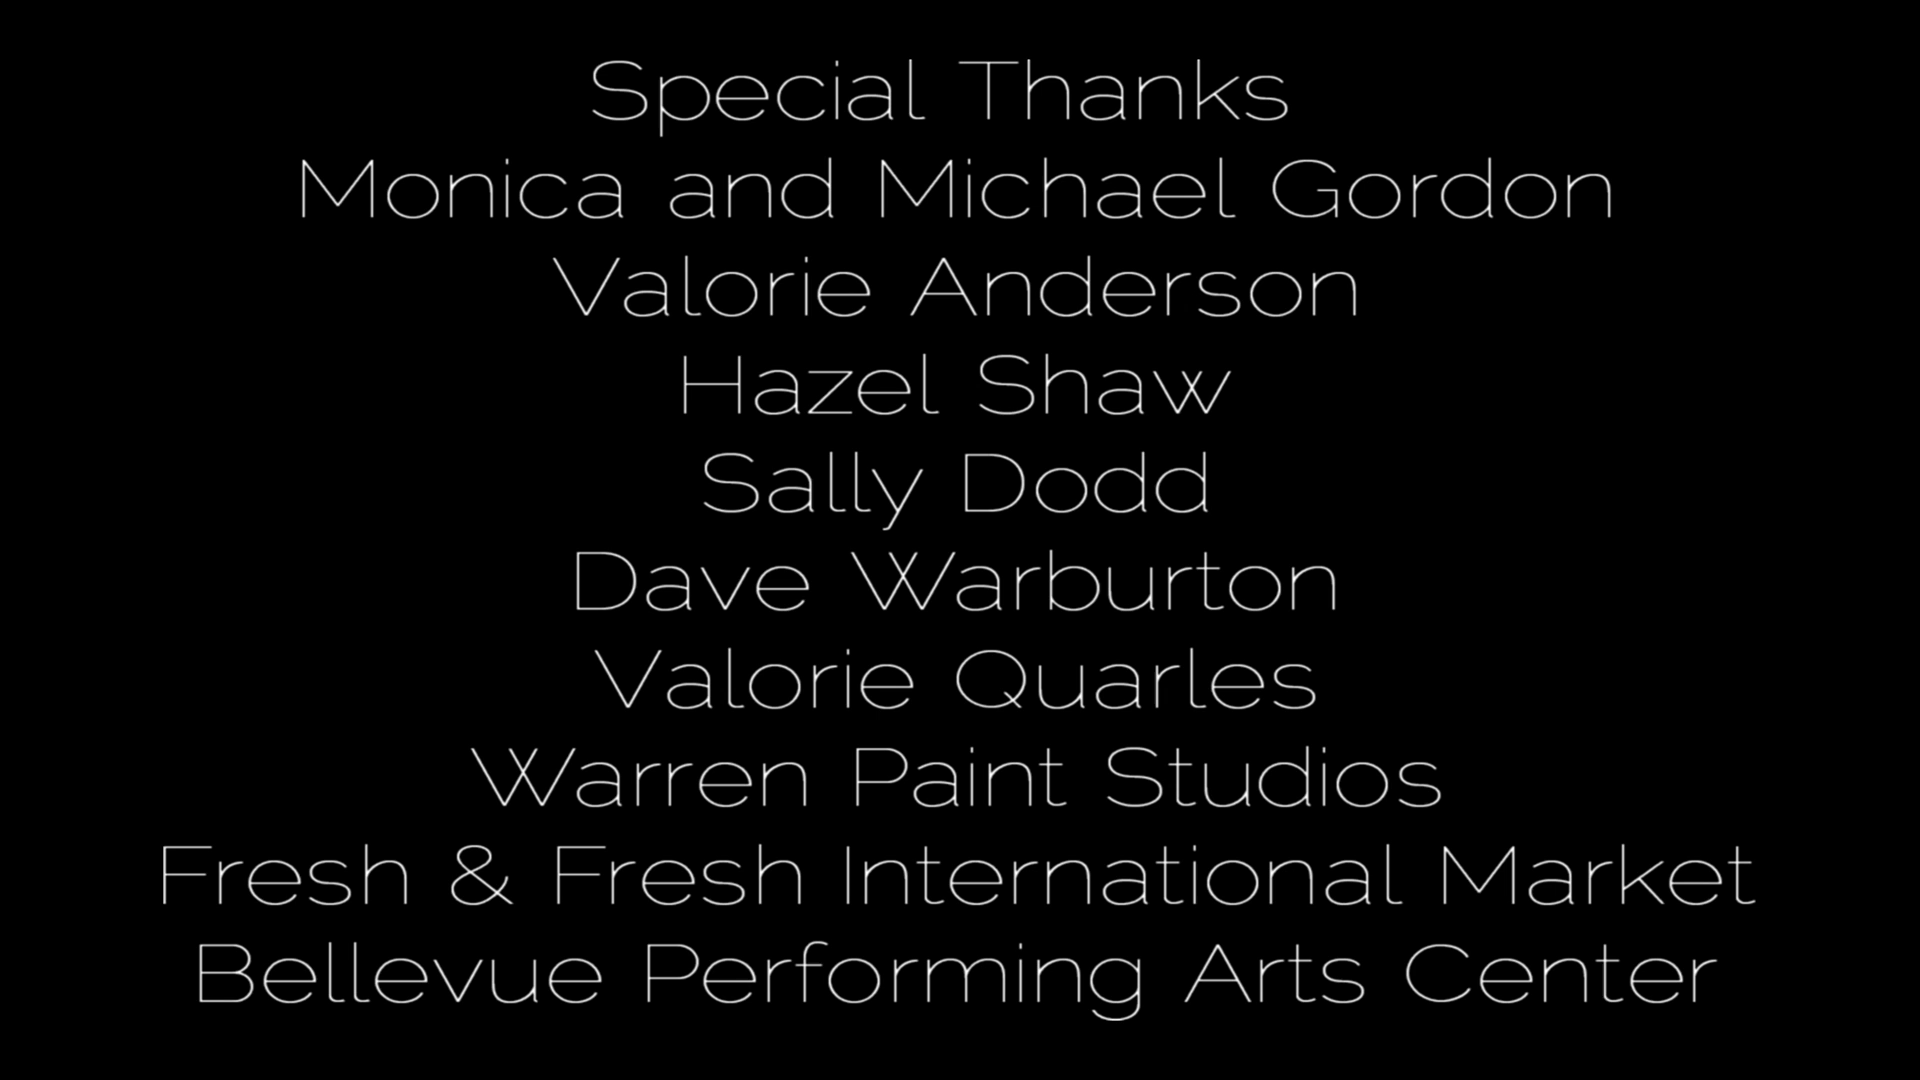 Special Thanks
Monica and Michael Gordon
Valorie Anderson
Hazel Shaw
Sally Dodd
Dave Warburton
Valorie Quarles
Warren Paint Studios
Fresh & Fresh International Market
Bellevue Performing Arts Center